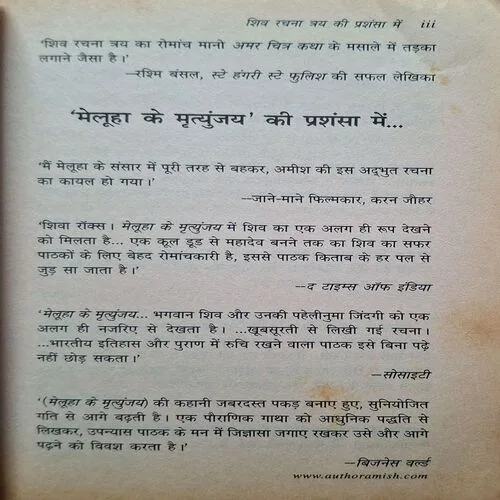 शिव रचना त्रय की प्रशंसा में iii
‘शिव रचना त्रय का रोमांच मानो अमर चित्र कथा के मसाले में तड़का
लगाने जैसा है।’
—रश्मि बंसल, स्टे हंगरी स्टे फुलिश की सफल लेखिका
‘मेलूहा के मृत्युंजय’ की प्रशंसा में...
‘मैं मेलूहा के संसार में पूरी तरह से बहकर, अमीश की इस अद्भुत रचना
का कायल हो गया।’
—जाने-माने फिल्मकार, करन जौहर
‘शिवा रॉक्स। मेलूहा के मृत्युंजय में शिव का एक अलग ही रूप देखने
को मिलता है... एक कूल डूड से महादेव बनने तक का शिव का सफर
पाठकों के लिए बेहद रोमांचकारी है, इससे पाठक किताब के हर पल से
जुड़ सा जाता है।’
—द टाइम्स ऑफ इंडिया
‘मेलूहा के मृत्युंजय... भगवान शिव और उनकी पहेलीनुमा जिंदगी को एक
अलग ही नजरिए से देखता है। ...खूबसूरती से लिखी गई रचना।
...भारतीय इतिहास और पुराण में रुचि रखने वाला पाठक इसे बिना पढ़े
नहीं छोड़ सकता।’
—सोसाइटी
‘(मेलूहा के मृत्युंजय) की कहानी जबरदस्त पकड़ बनाए हुए, सुनियोजित
गति से आगे बढ़ती है। एक पौराणिक गाथा को आधुनिक पद्धति से
लिखकर, उपन्यास पाठक के मन में जिज्ञासा जगाए रखकर उसे और आगे
पढ़ने को विवश करता है।’
—बिजनेस वर्ल्ड
www.authoramish.com